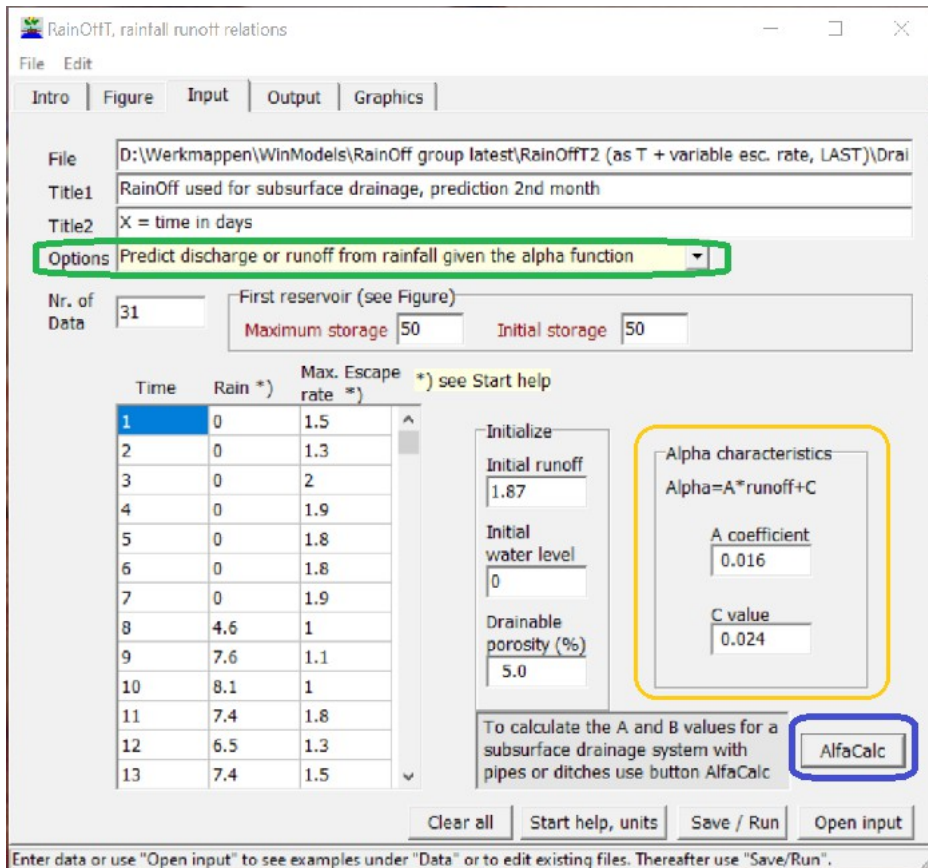 RainOffT, rainfall runoff relations
File Edit
Intro Figure Input Output Graphics
File D:\Werkmappen\WinModels\RainOff group latest\RainOffT2 (as T + variable esc. rate, LAST)\Drai
Title1 RainOff used for subsurface drainage, prediction 2nd month
Title2 X = time in days
Options Predict discharge or runoff from rainfall given the alpha function
Nr. of
Data
31
First reservoir (see Figure)
Maximum storage 50 Initial storage 50
Time Rain *) Max. Escape
rate *)
*) see Start help
1 0 1.5
2 0 1.3
3 0 2
4 0 1.9
5 0 1.8
6 0 1.8
7 0 1.9
8 4.6 1
9 7.6 1.1
10 8.1 1
11 7.4 1.8
12 6.5 1.3
13 7.4 1.5
Initialize
Initial runoff
1.87
Initial
water level
0
Drainable
porosity (%)
5.0
Alpha characteristics
Alpha=A*runoff+C
A coefficient
0.016
C value
0.024
To calculate the A and B values for a
subsurface drainage system with
pipes or ditches use button AlfaCalc
AlfaCalc
Clear all Start help, units Save / Run Open input
Enter data or use "Open input" to see examples under "Data" or to edit existing files. Thereafter use "Save/Run".